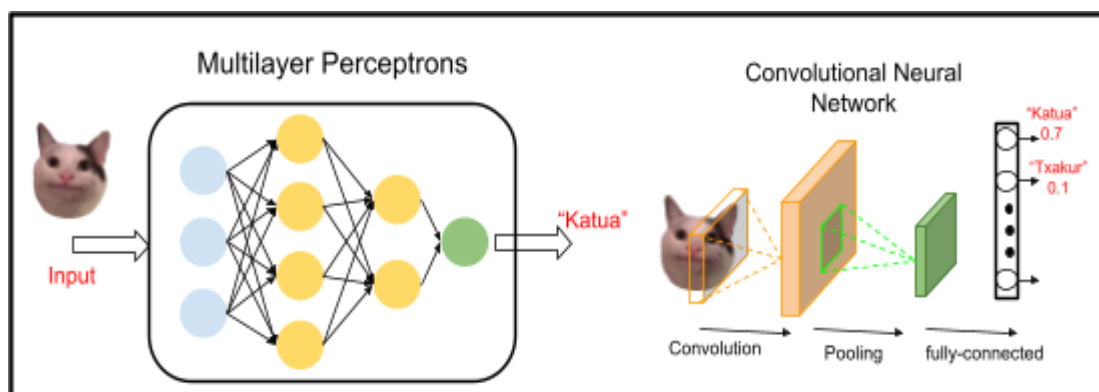 Multilayer Perceptrons
Input
“Katua”
Convolutional Neural
Network
“Katua”
0.7
“Txakur”
0.1
Convolution
Pooling
fully-connected